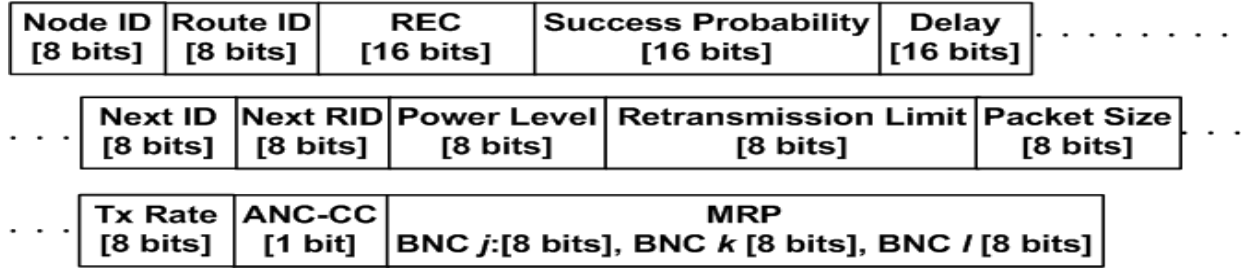 Node ID Route ID REC Success Probability Delay
[8 bits] [8 bits] [16 bits] [16 bits] [16 bits] . . . . . . . .
. . . Next ID Next RID Power Level Retransmission Limit Packet Size . . .
[8 bits] [8 bits] [8 bits] [8 bits] [8 bits]
. . . Tx Rate ANC-CC MRP
[8 bits] [1 bit] BNC j:[8 bits], BNC k [8 bits], BNC l [8 bits]